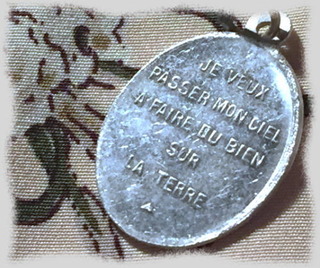 JE VEUX
PASSER MON CIEL
A FAIRE DU BIEN
SUR
LA TERRE